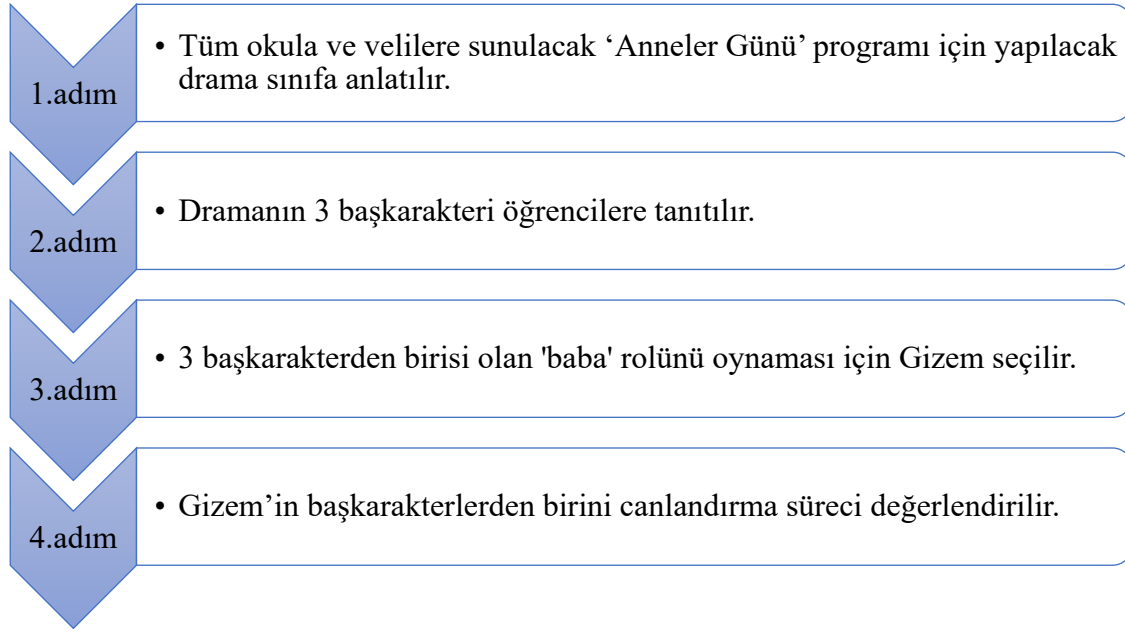 1.adım
• Tüm okula ve velilere sunulacak ‘Anneler Günü’ programı için yapılacak
drama sınıfa anlatılır.
2.adım
• Dramanın 3 başkarakteri öğrencilere tanıtılır.
3.adım
• 3 başkarakterden birisi olan 'baba' rolünü oynaması için Gizem seçilir.
4.adım
• Gizem’in başkarakterlerden birini canlandırma süreci değerlendirilir.